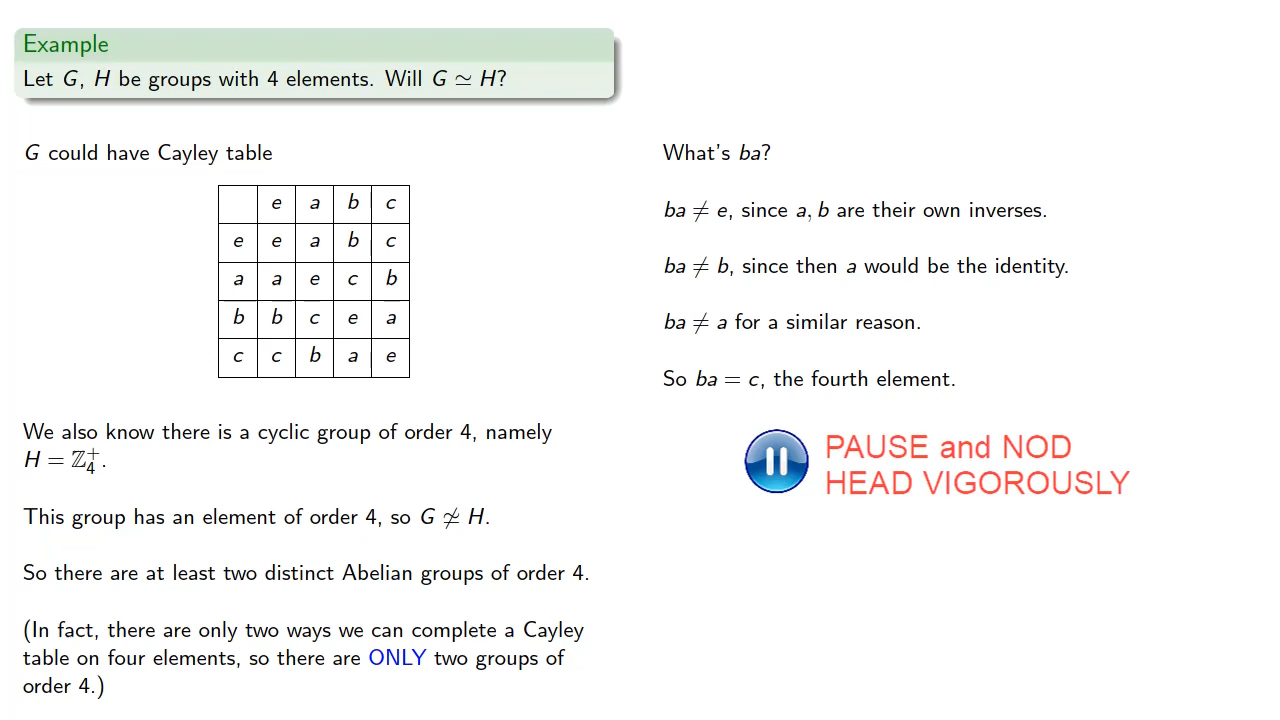 Example
Let G, H be groups with 4 elements. Will G ≃ H?
G could have Cayley table
e a b c
e e a b c
a a e c b
b b c e a
c c b a e
We also know there is a cyclic group of order 4, namely
H = ℤ₄⁺.
This group has an element of order 4, so G ≄ H.
So there are at least two distinct Abelian groups of order 4.
(In fact, there are only two ways we can complete a Cayley
table on four elements, so there are ONLY two groups of
order 4.)
What's ba?
ba ≠ e, since a, b are their own inverses.
ba ≠ b, since then a would be the identity.
ba ≠ a for a similar reason.
So ba = c, the fourth element.
PAUSE and NOD
HEAD VIGOROUSLY